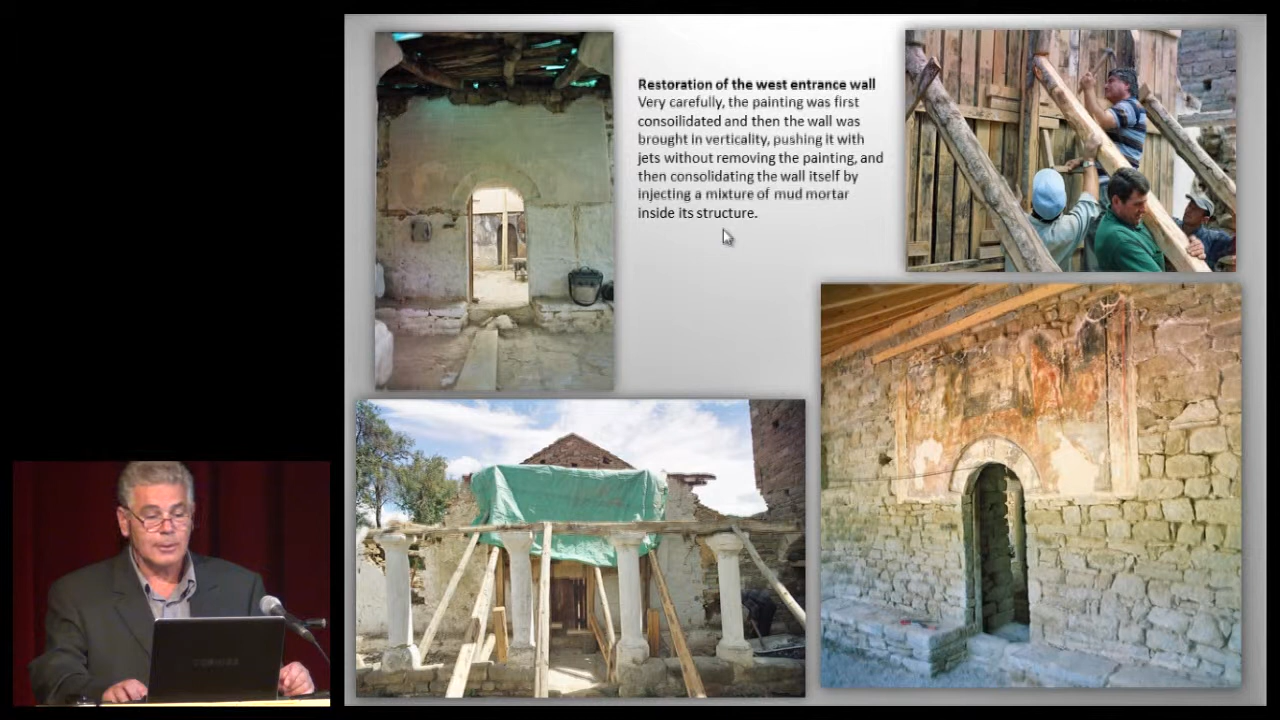 Restoration of the west entrance wall
Very carefully, the painting was first
consoilidated and then the wall was
brought in verticality, pushing it with
jets without removing the painting, and
then consolidating the wall itself by
injecting a mixture of mud mortar
inside its structure.
TOSHIBA